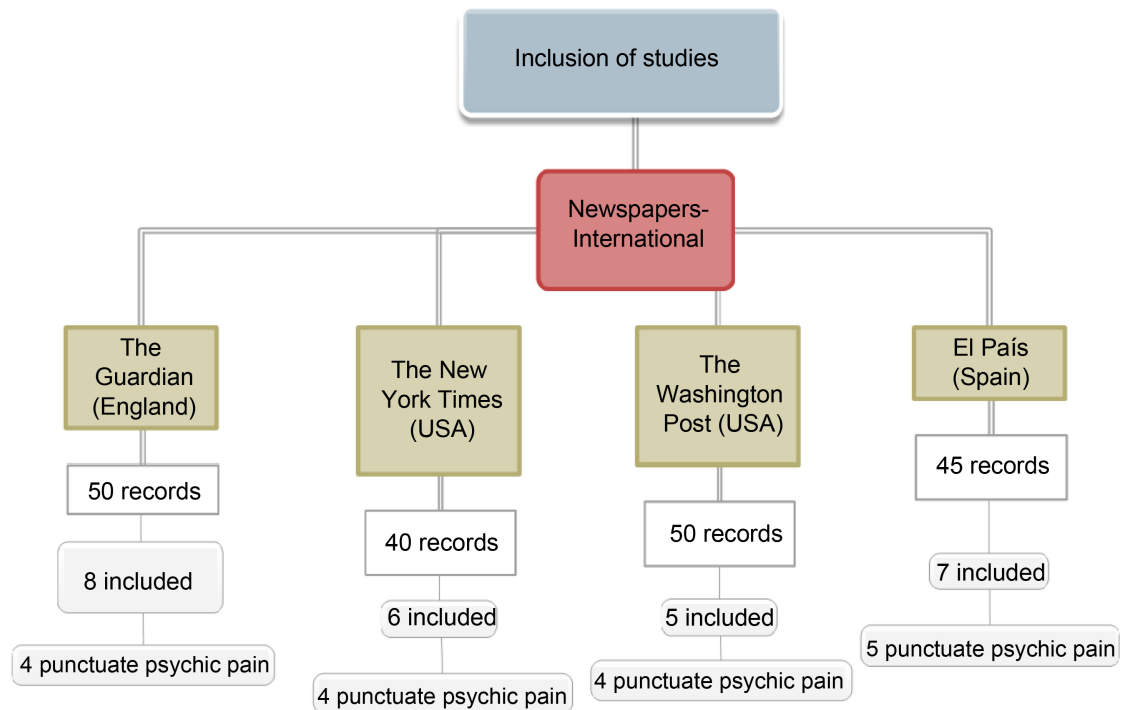 Inclusion of studies
Newspapers-
International
The
Guardian
(England)
50 records
8 included
4 punctuate psychic pain
The New
York Times
(USA)
40 records
6 included
4 punctuate psychic pain
The
Washington
Post (USA)
50 records
5 included
4 punctuate psychic pain
El País
(Spain)
45 records
7 included
5 punctuate psychic pain